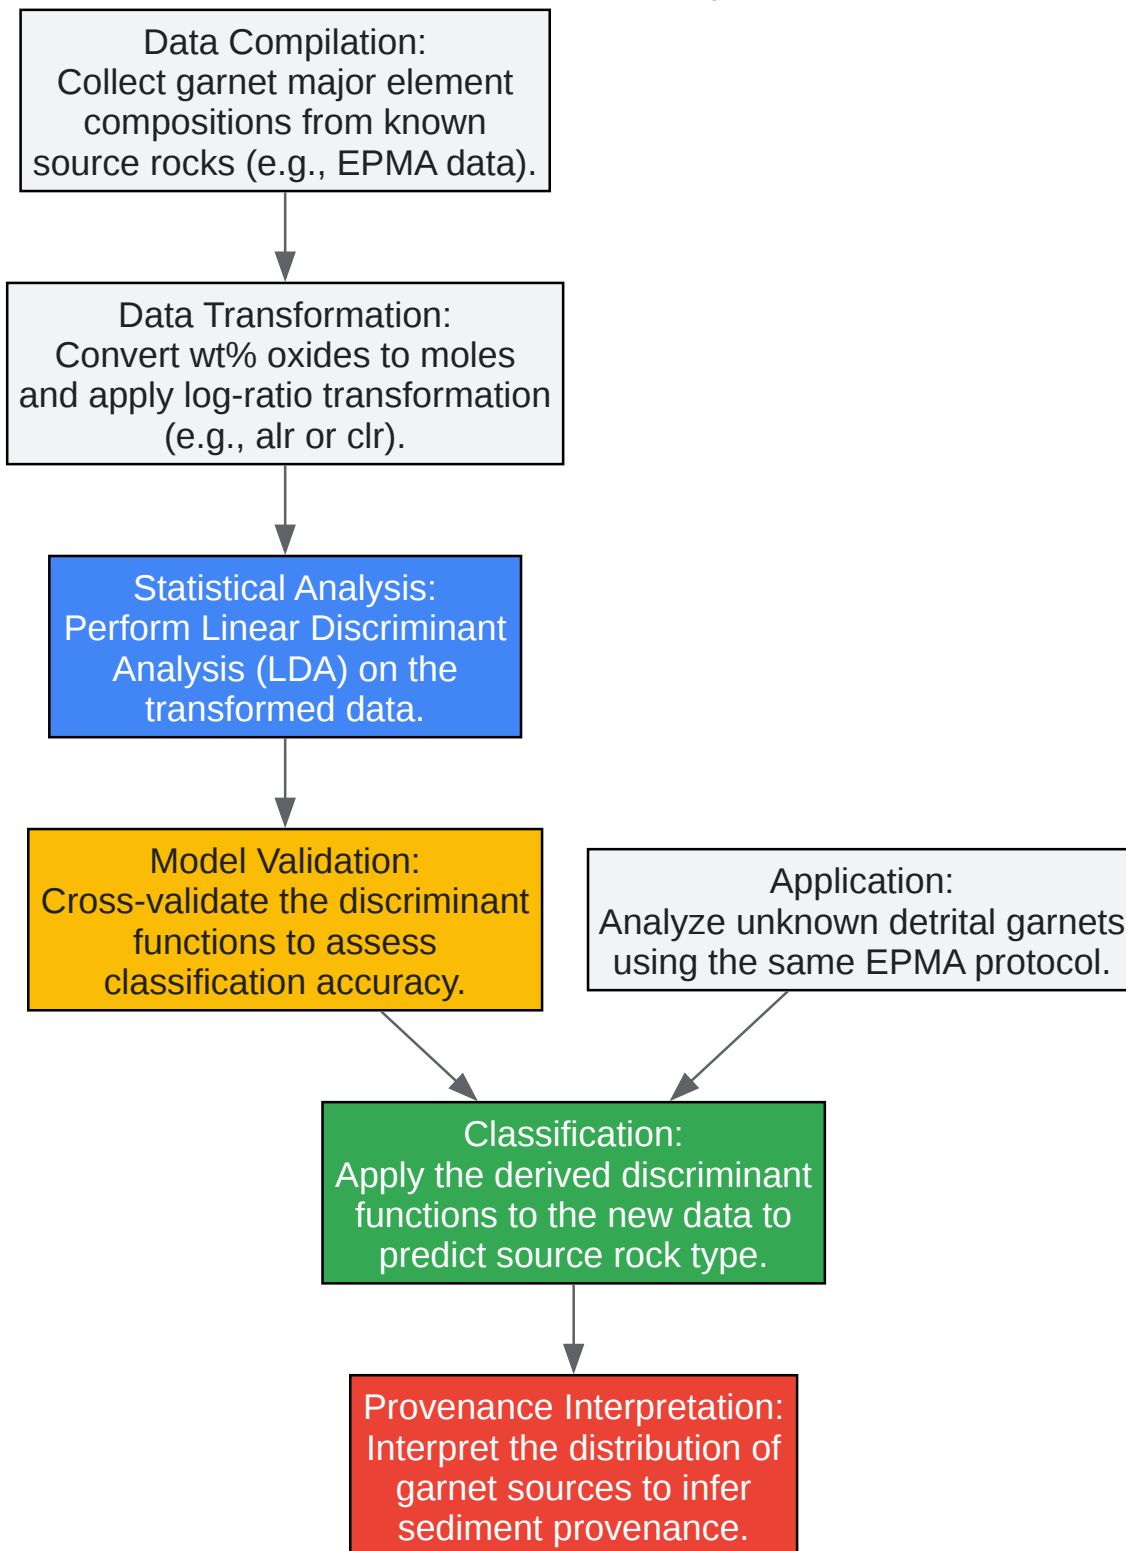 Data Compilation:
Collect garnet major element
compositions from known
source rocks (e.g., EPMA data).
Data Transformation:
Convert wt% oxides to moles
and apply log-ratio transformation
(e.g., alr or clr).
Statistical Analysis:
Perform Linear Discriminant
Analysis (LDA) on the
transformed data.
Model Validation:
Cross-validate the discriminant
functions to assess
classification accuracy.
Application:
Analyze unknown detrital garnets
using the same EPMA protocol.
Classification:
Apply the derived discriminant
functions to the new data to
predict source rock type.
Provenance Interpretation:
Interpret the distribution of
garnet sources to infer
sediment provenance.